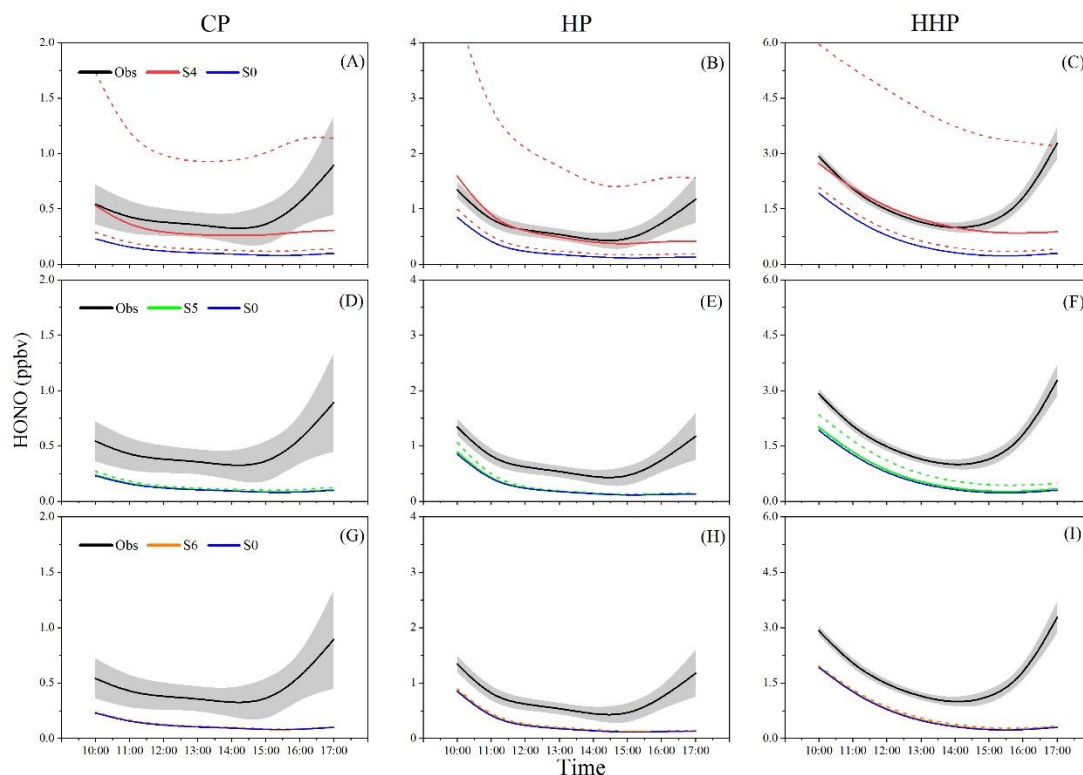 CP HP HHP
2.0 (A) 4 (B) 6.0 (C)
Obs S4 S0
1.5 3 4.5
1.0 2 3.0
0.5 1 1.5
0.0 0 0.0
2.0 (D) 4 (E) 6.0 (F)
Obs S5 S0
1.5 3 4.5
1.0 2 3.0
0.5 1 1.5
0.0 0 0.0
HONO (ppbv)
2.0 (G) 4 (H) 6.0 (I)
Obs S6 S0
1.5 3 4.5
1.0 2 3.0
0.5 1 1.5
0.0 0 0.0
10:00 11:00 12:00 13:00 14:00 15:00 16:00 17:00 10:00 11:00 12:00 13:00 14:00 15:00 16:00 17:00 10:00 11:00 12:00 13:00 14:00 15:00 16:00 17:00
Time